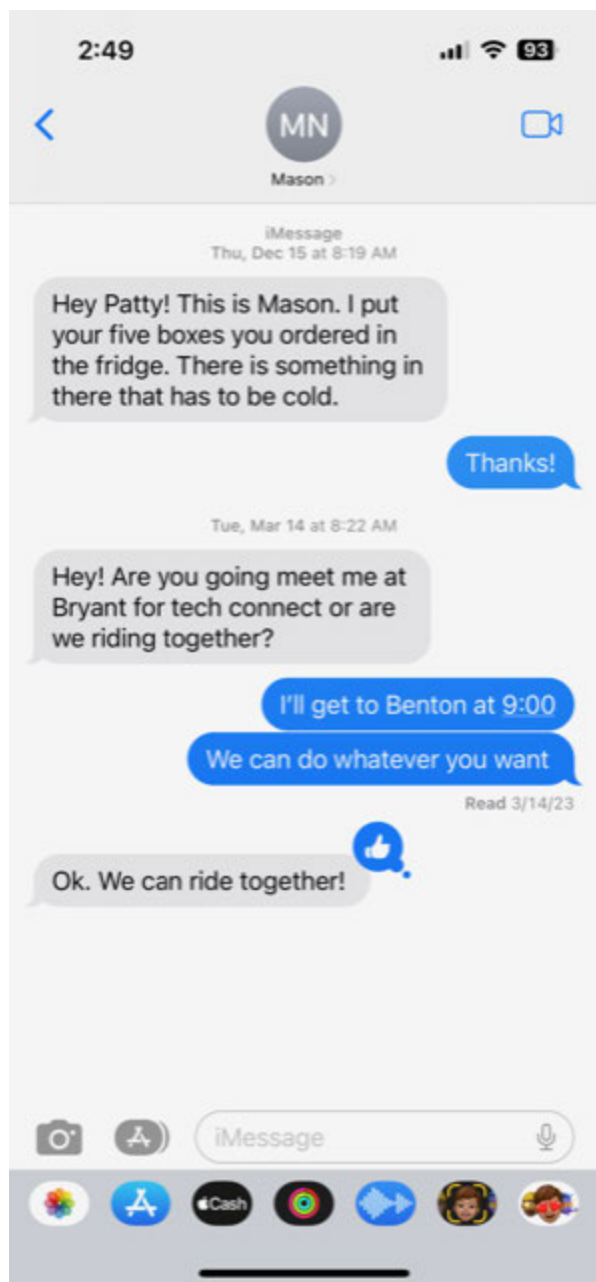 2:49
93
MN
Mason
iMessage
Thu, Dec 15 at 8:19 AM
Hey Patty! This is Mason. I put
your five boxes you ordered in
the fridge. There is something in
there that has to be cold.
Thanks!
Tue, Mar 14 at 8:22 AM
Hey! Are you going meet me at
Bryant for tech connect or are
we riding together?
I'll get to Benton at 9:00
We can do whatever you want
Read 3/14/23
Ok. We can ride together!
iMessage
Cash